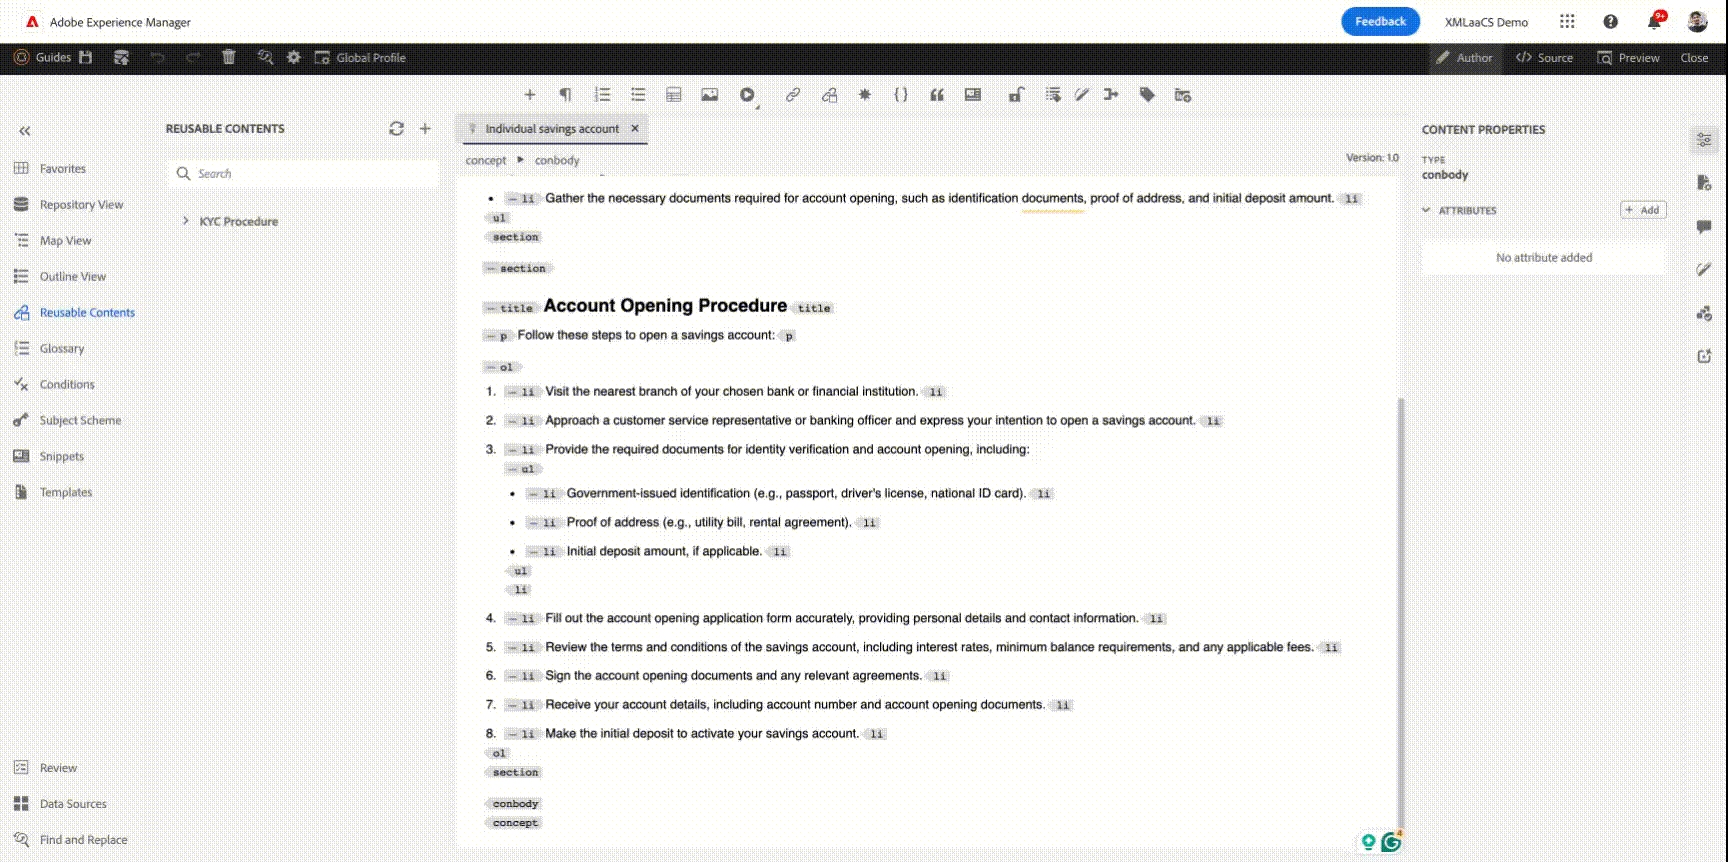 Adobe Experience Manager
Feedback
XMLaaCS Demo
9+
Guides
Global Profile
Author
</> Source
Preview
Close
REUSABLE CONTENTS
Search
KYC Procedure
Favorites
Repository View
Map View
Outline View
Reusable Contents
Glossary
Conditions
Subject Scheme
Snippets
Templates
Review
Data Sources
Find and Replace
Individual savings account
concept ▶ conbody
Version: 1.0
• li Gather the necessary documents required for account opening, such as identification documents, proof of address, and initial deposit amount. li
ul
section
section
title Account Opening Procedure title
p Follow these steps to open a savings account: p
ol
1. li Visit the nearest branch of your chosen bank or financial institution. li
2. li Approach a customer service representative or banking officer and express your intention to open a savings account. li
3. li Provide the required documents for identity verification and account opening, including:
ul
• li Government-issued identification (e.g., passport, driver's license, national ID card). li
• li Proof of address (e.g., utility bill, rental agreement). li
• li Initial deposit amount, if applicable. li
ul
li
4. li Fill out the account opening application form accurately, providing personal details and contact information. li
5. li Review the terms and conditions of the savings account, including interest rates, minimum balance requirements, and any applicable fees. li
6. li Sign the account opening documents and any relevant agreements. li
7. li Receive your account details, including account number and account opening documents. li
8. li Make the initial deposit to activate your savings account. li
ol
section
conbody
concept
4
CONTENT PROPERTIES
TYPE
conbody
ATTRIBUTES
+ Add
No attribute added